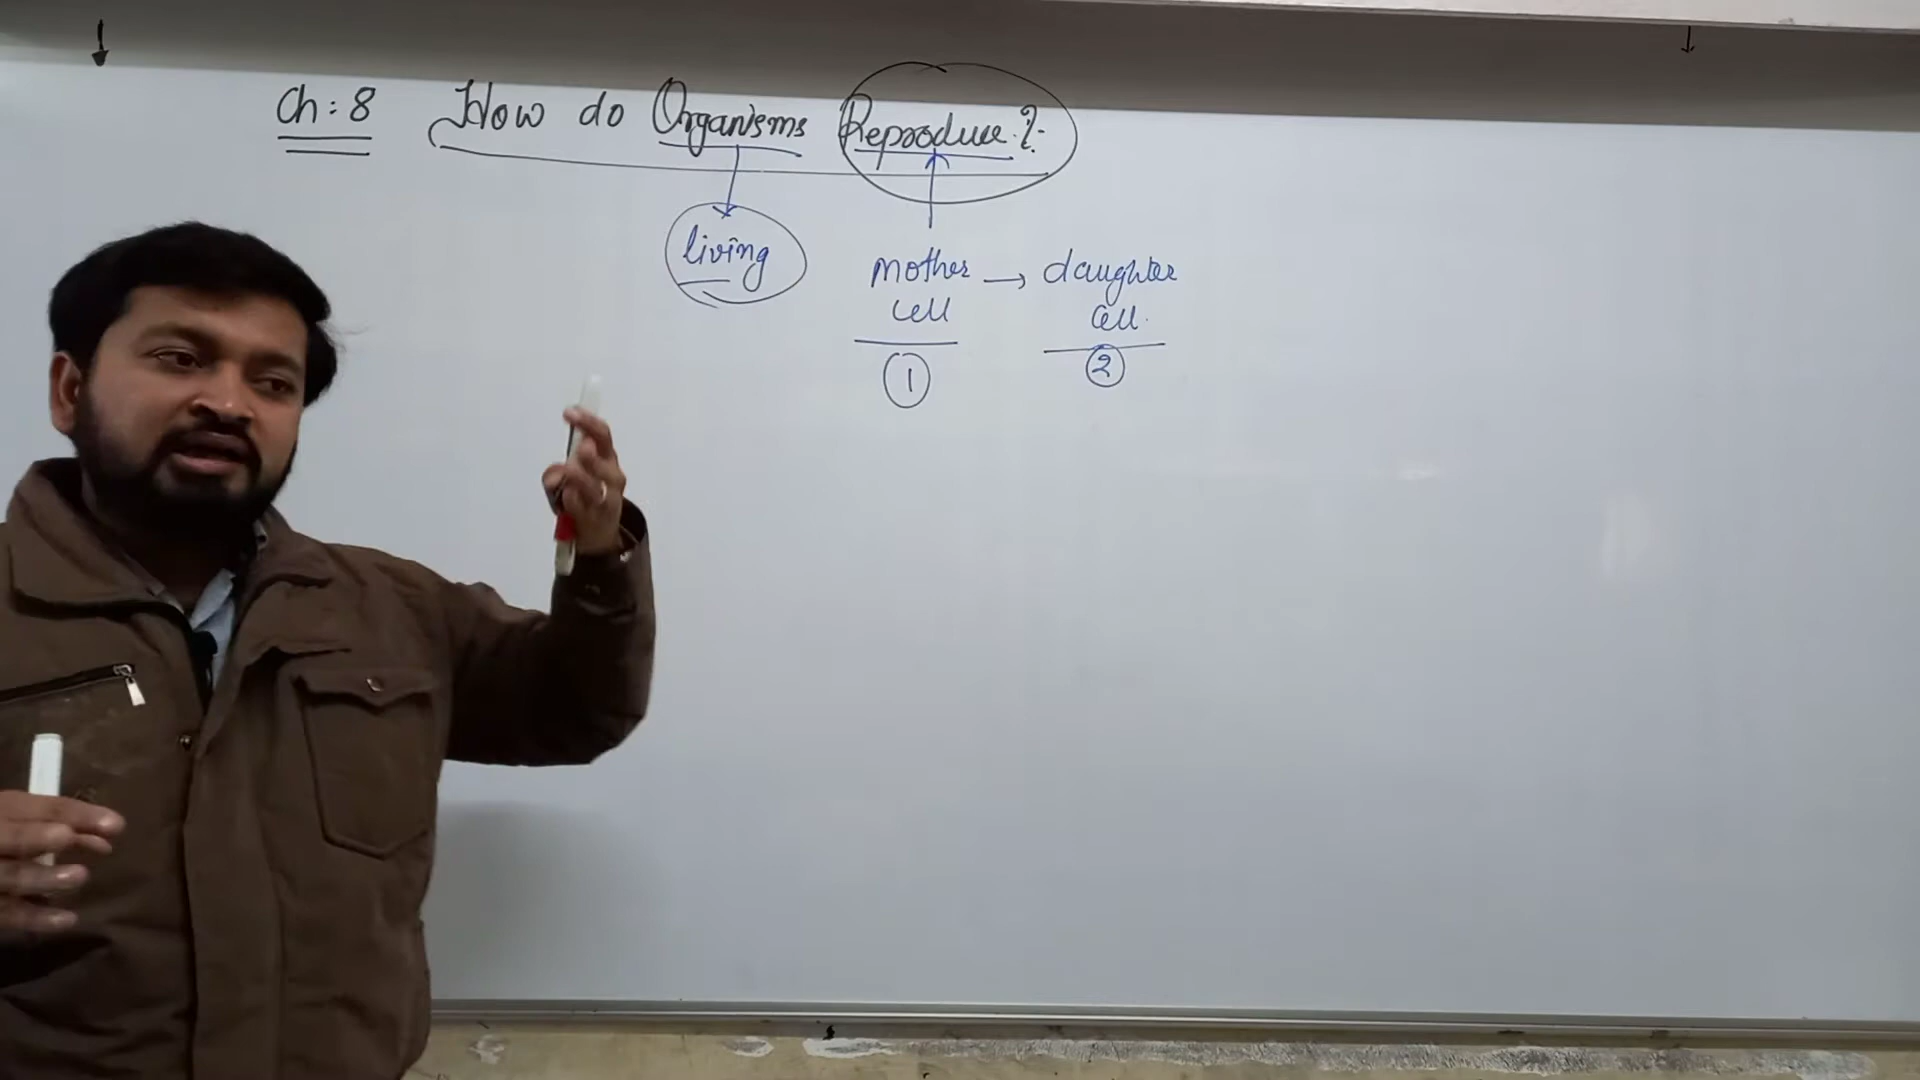 Ch: 8 How do Organisms Reproduce?
living
mother → daughter
cell cell.
1 2